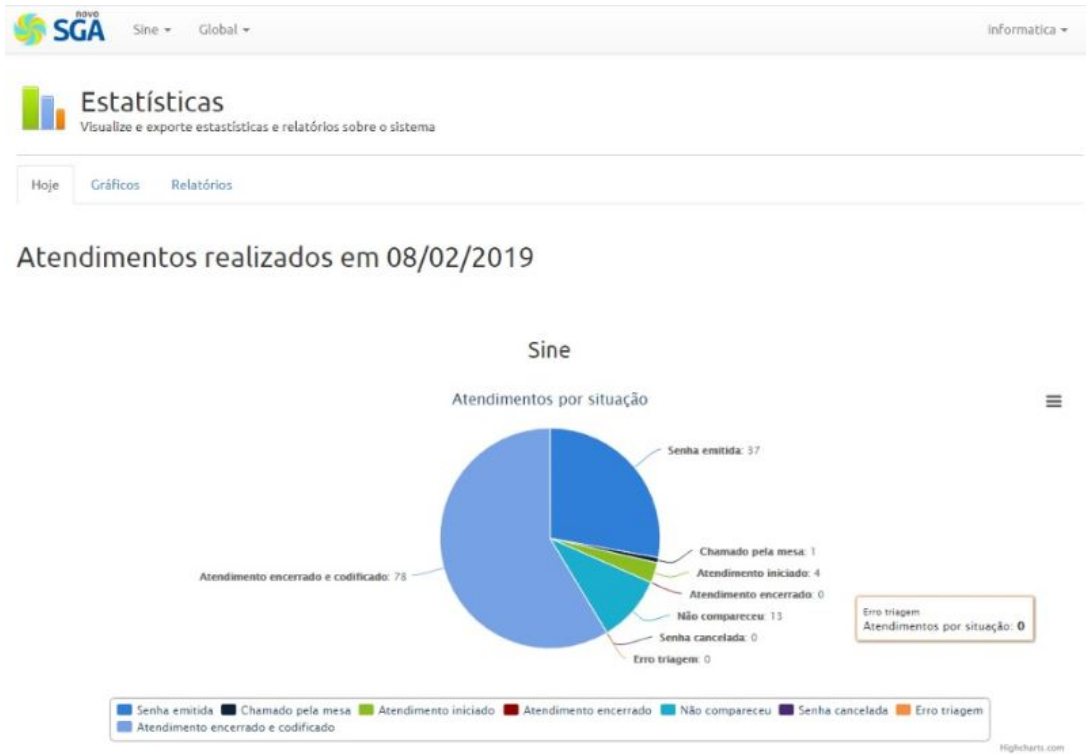 novo
SGA Sine Global informatica
Estatísticas
Visualize e exporte estastísticas e relatórios sobre o sistema
Hoje Gráficos Relatórios
Atendimentos realizados em 08/02/2019
Sine
Atendimentos por situação
Senha emitida: 37
Chamado pela mesa: 1
Atendimento iniciado: 4
Atendimento encerrado e codificado: 78
Atendimento encerrado: 0
Não compareceu: 13
Erro triagem
Atendimentos por situação: 0
Senha cancelada: 0
Erro triagem: 0
Senha emitida Chamado pela mesa Atendimento iniciado Atendimento encerrado Não compareceu Senha cancelada Erro triagem
Atendimento encerrado e codificado
Highcharts.com